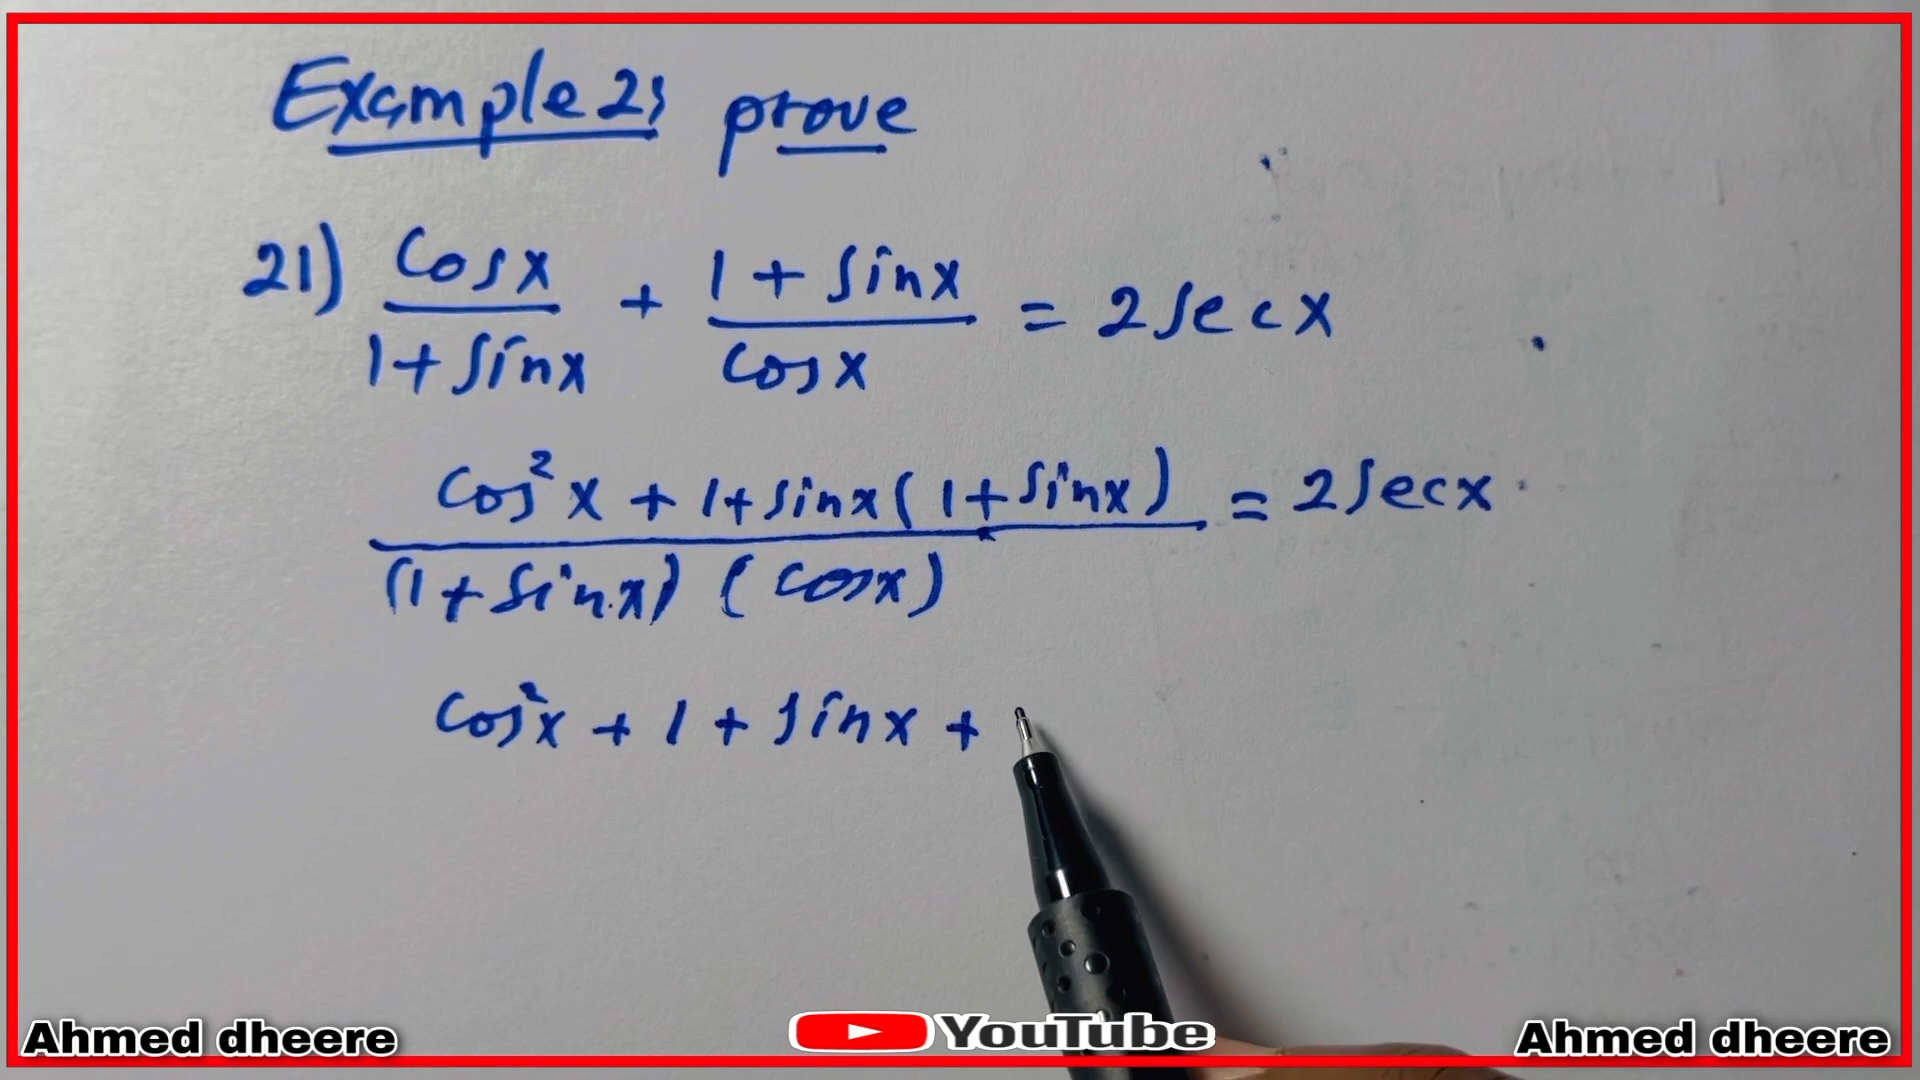 Example 2; prove
21) cosx/1+sinx + 1+sinx/cosx = 2secx
cos²x + 1+sinx(1+sinx)/(1+sinx)(cosx) = 2secx
cos²x + 1 + sinx +
Ahmed dheere
YouTube
Ahmed dheere